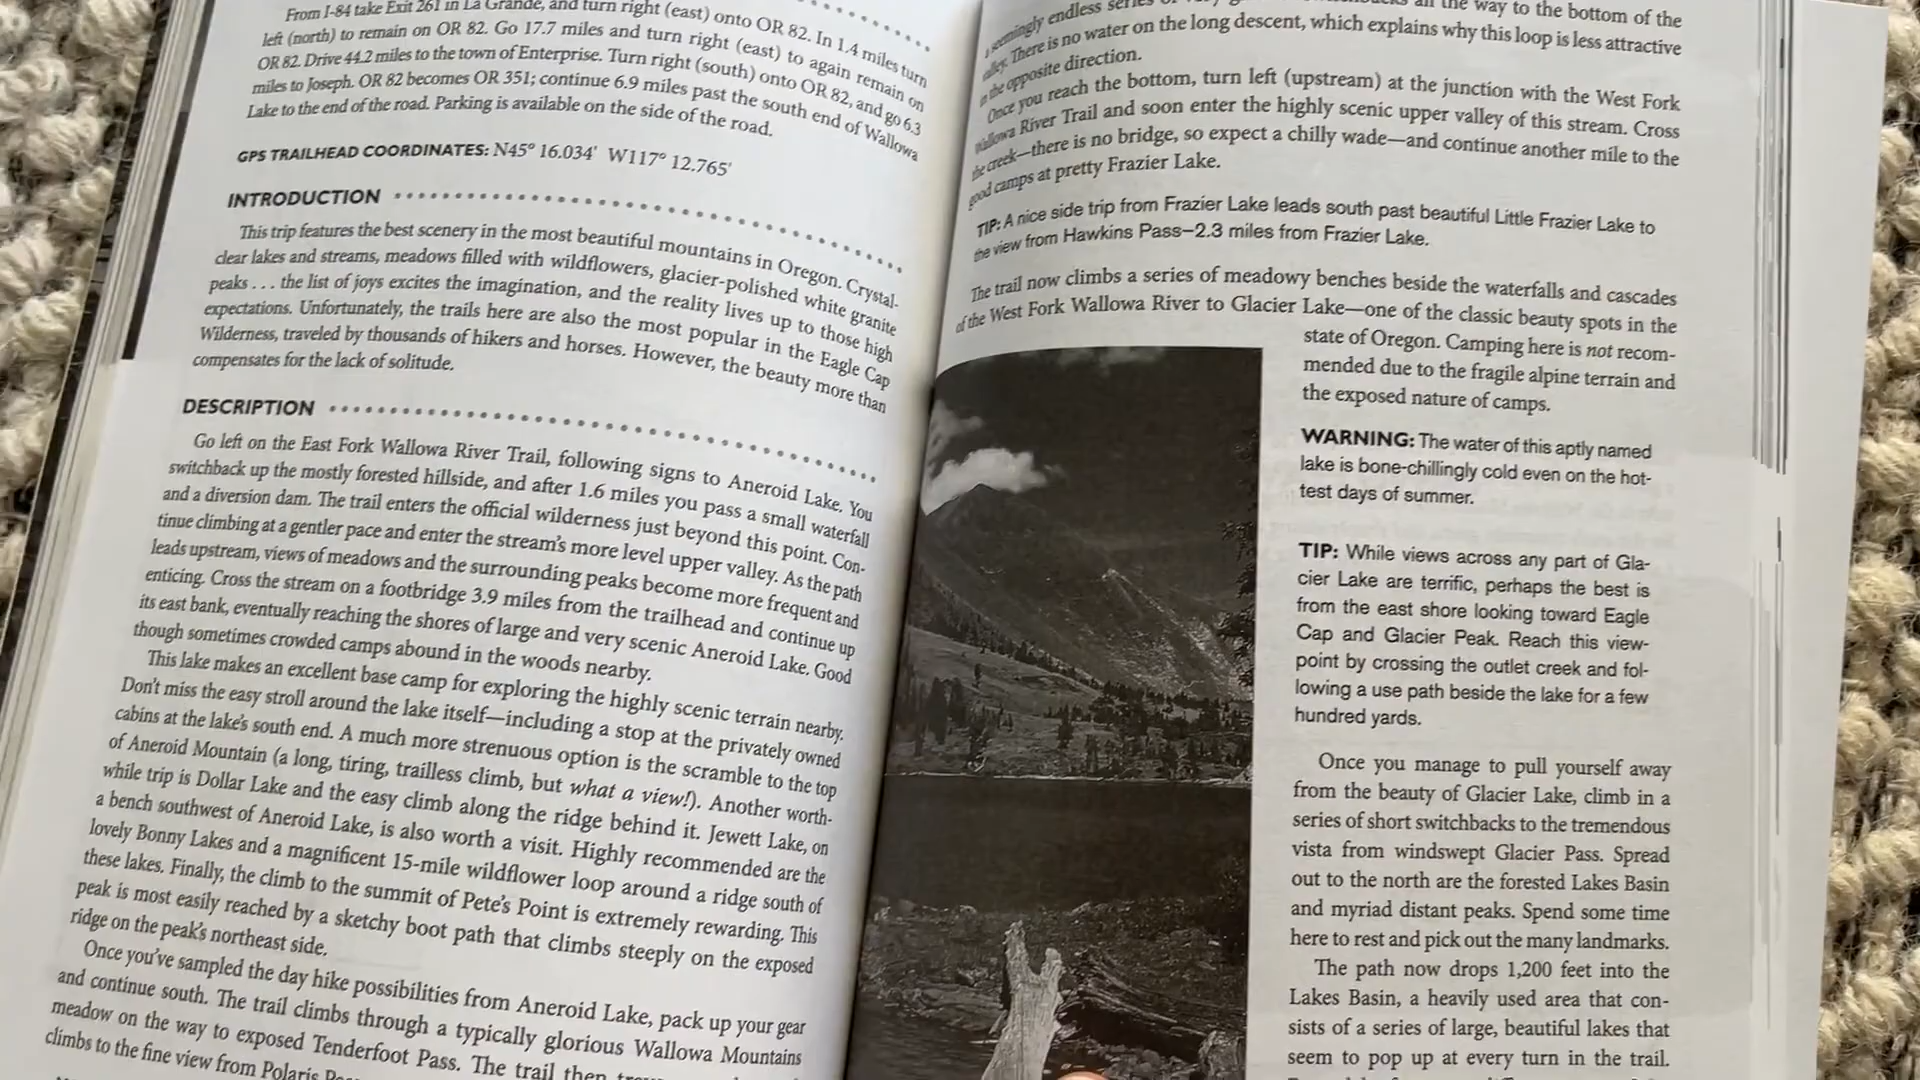 From I-84 take Exit 261 in La Grande, and turn right (east) onto OR 82. In 1.4 miles turn
left (north) to remain on OR 82. Go 17.7 miles and turn right (east) to again remain on
OR 82. Drive 44.2 miles to the town of Enterprise. Turn right (south) onto OR 82, and go 6.3
miles to Joseph. OR 82 becomes OR 351; continue 6.9 miles past the south end of Wallowa
Lake to the end of the road. Parking is available on the side of the road.
GPS TRAILHEAD COORDINATES: N45° 16.034' W117° 12.765'
INTRODUCTION
This trip features the best scenery in the most beautiful mountains in Oregon. Crystal-
clear lakes and streams, meadows filled with wildflowers, glacier-polished white granite
peaks . . . the list of joys excites the imagination, and the reality lives up to those high
expectations. Unfortunately, the trails here are also the most popular in the Eagle Cap
Wilderness, traveled by thousands of hikers and horses. However, the beauty more than
compensates for the lack of solitude.
DESCRIPTION
Go left on the East Fork Wallowa River Trail, following signs to Aneroid Lake. You
switchback up the mostly forested hillside, and after 1.6 miles you pass a small waterfall
and a diversion dam. The trail enters the official wilderness just beyond this point. Con-
tinue climbing at a gentler pace and enter the stream's more level upper valley. As the path
leads upstream, views of meadows and the surrounding peaks become more frequent and
enticing. Cross the stream on a footbridge 3.9 miles from the trailhead and continue up
its east bank, eventually reaching the shores of large and very scenic Aneroid Lake. Good
though sometimes crowded camps abound in the woods nearby.
This lake makes an excellent base camp for exploring the highly scenic terrain nearby.
Don't miss the easy stroll around the lake itself—including a stop at the privately owned
cabins at the lake's south end. A much more strenuous option is the scramble to the top
of Aneroid Mountain (a long, tiring, trailless climb, but what a view!). Another worth-
while trip is Dollar Lake and the easy climb along the ridge behind it. Jewett Lake, on
a bench southwest of Aneroid Lake, is also worth a visit. Highly recommended are the
lovely Bonny Lakes and a magnificent 15-mile wildflower loop around a ridge south of
these lakes. Finally, the climb to the summit of Pete's Point is extremely rewarding. This
peak is most easily reached by a sketchy boot path that climbs steeply on the exposed
ridge on the peak's northeast side.
Once you've sampled the day hike possibilities from Aneroid Lake, pack up your gear
and continue south. The trail climbs through a typically glorious Wallowa Mountains
meadow on the way to exposed Tenderfoot Pass. The trail then
climbs to the fine view from Polaris
seemingly endless series of all the way to the bottom of the
valley. There is no water on the long descent, which explains why this loop is less attractive
in the opposite direction.
Once you reach the bottom, turn left (upstream) at the junction with the West Fork
Wallowa River Trail and soon enter the highly scenic upper valley of this stream. Cross
the creek—there is no bridge, so expect a chilly wade—and continue another mile to the
good camps at pretty Frazier Lake.
TIP: A nice side trip from Frazier Lake leads south past beautiful Little Frazier Lake to
the view from Hawkins Pass—2.3 miles from Frazier Lake.
The trail now climbs a series of meadowy benches beside the waterfalls and cascades
of the West Fork Wallowa River to Glacier Lake—one of the classic beauty spots in the
state of Oregon. Camping here is not recom-
mended due to the fragile alpine terrain and
the exposed nature of camps.
WARNING: The water of this aptly named
lake is bone-chillingly cold even on the hot-
test days of summer.
TIP: While views across any part of Gla-
cier Lake are terrific, perhaps the best is
from the east shore looking toward Eagle
Cap and Glacier Peak. Reach this view-
point by crossing the outlet creek and fol-
lowing a use path beside the lake for a few
hundred yards.
Once you manage to pull yourself away
from the beauty of Glacier Lake, climb in a
series of short switchbacks to the tremendous
vista from windswept Glacier Pass. Spread
out to the north are the forested Lakes Basin
and myriad distant peaks. Spend some time
here to rest and pick out the many landmarks.
The path now drops 1,200 feet into the
Lakes Basin, a heavily used area that con-
sists of a series of large, beautiful lakes that
seem to pop up at every turn in the trail.